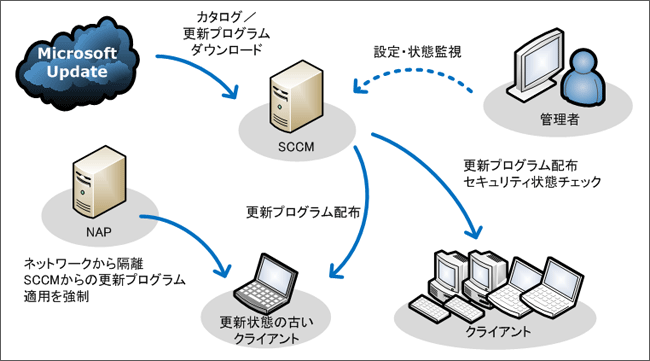 Microsoft
Update
カタログ／
更新プログラム
ダウンロード
SCCM
設定・状態監視
管理者
NAP
ネットワークから隔離
SCCMからの更新プログラム
適用を強制
更新プログラム配布
更新状態の古い
クライアント
更新プログラム配布
セキュリティ状態チェック
クライアント